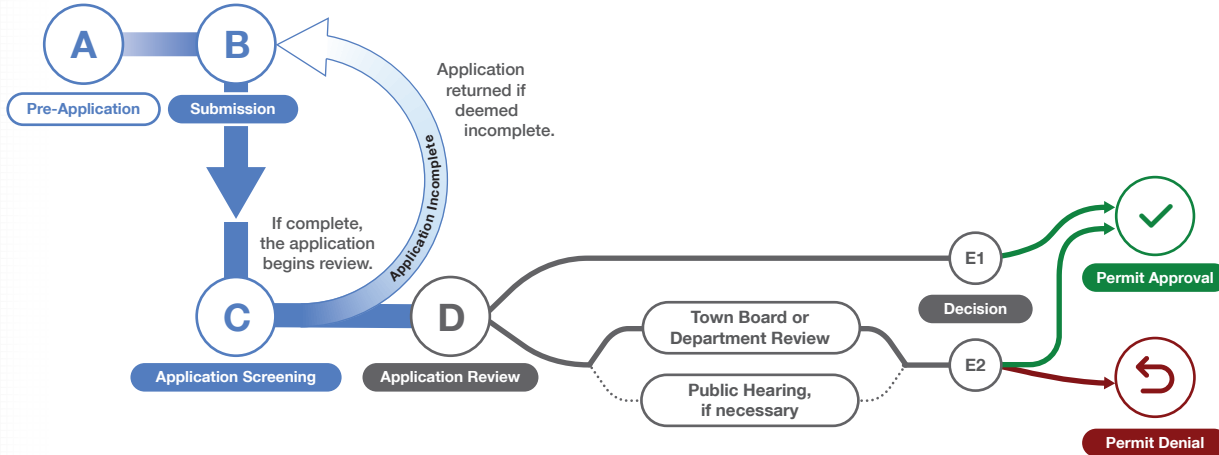 A
B
Pre-Application
Submission
Application
returned if
deemed
incomplete.
Application Incomplete
If complete,
the application
begins review.
C
D
Application Screening
Application Review
Town Board or
Department Review
Public Hearing,
if necessary
E1
Decision
E2
Permit Approval
Permit Denial